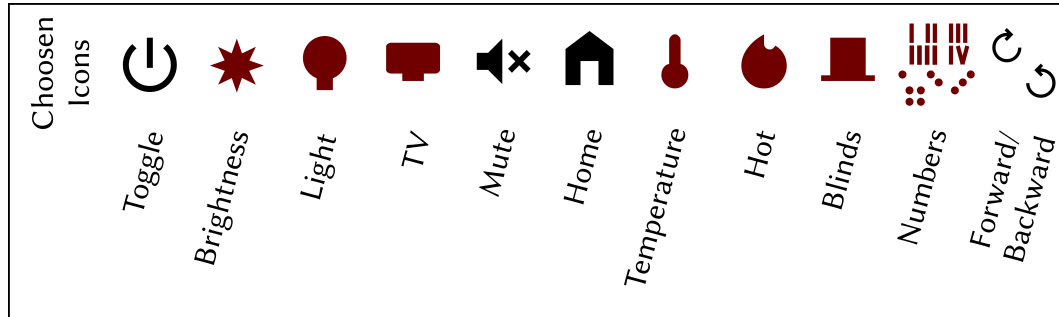 Choosen
Icons
Toggle
Brightness
Light
TV
Mute
Home
Temperature
Hot
Blinds
I II III
IIII IV
Numbers
Forward/
Backward